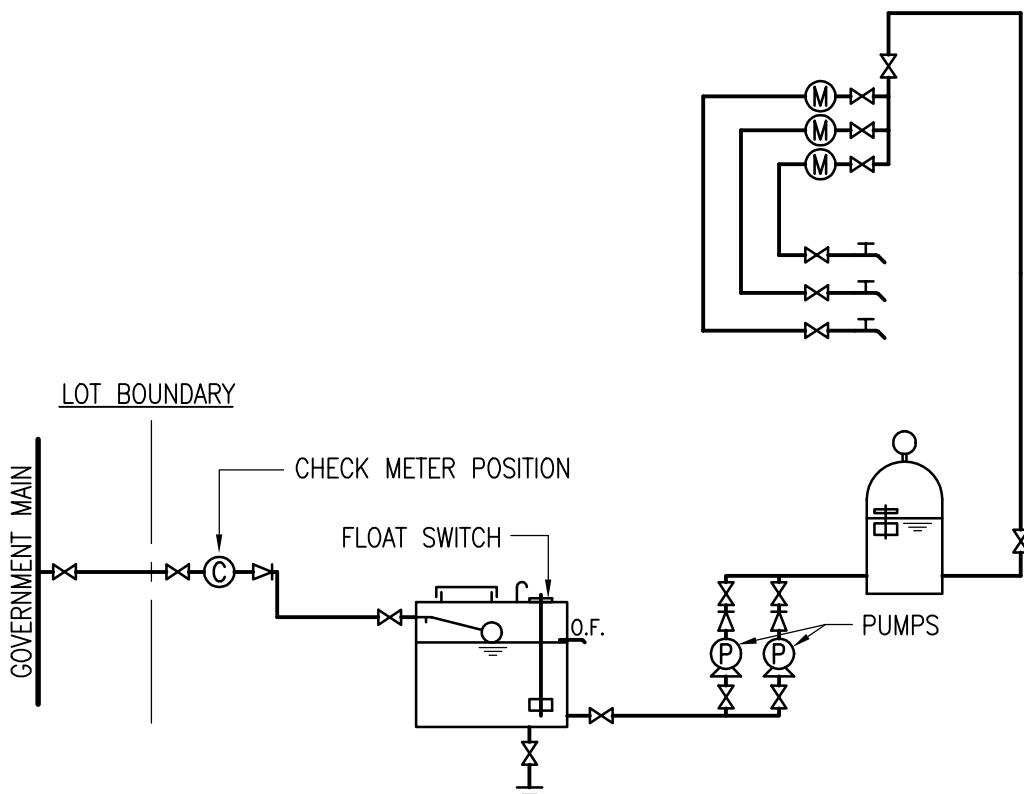 M
M
M
LOT BOUNDARY
GOVERNMENT MAIN
CHECK METER POSITION
FLOAT SWITCH
C
O.F.
PUMPS
P
P